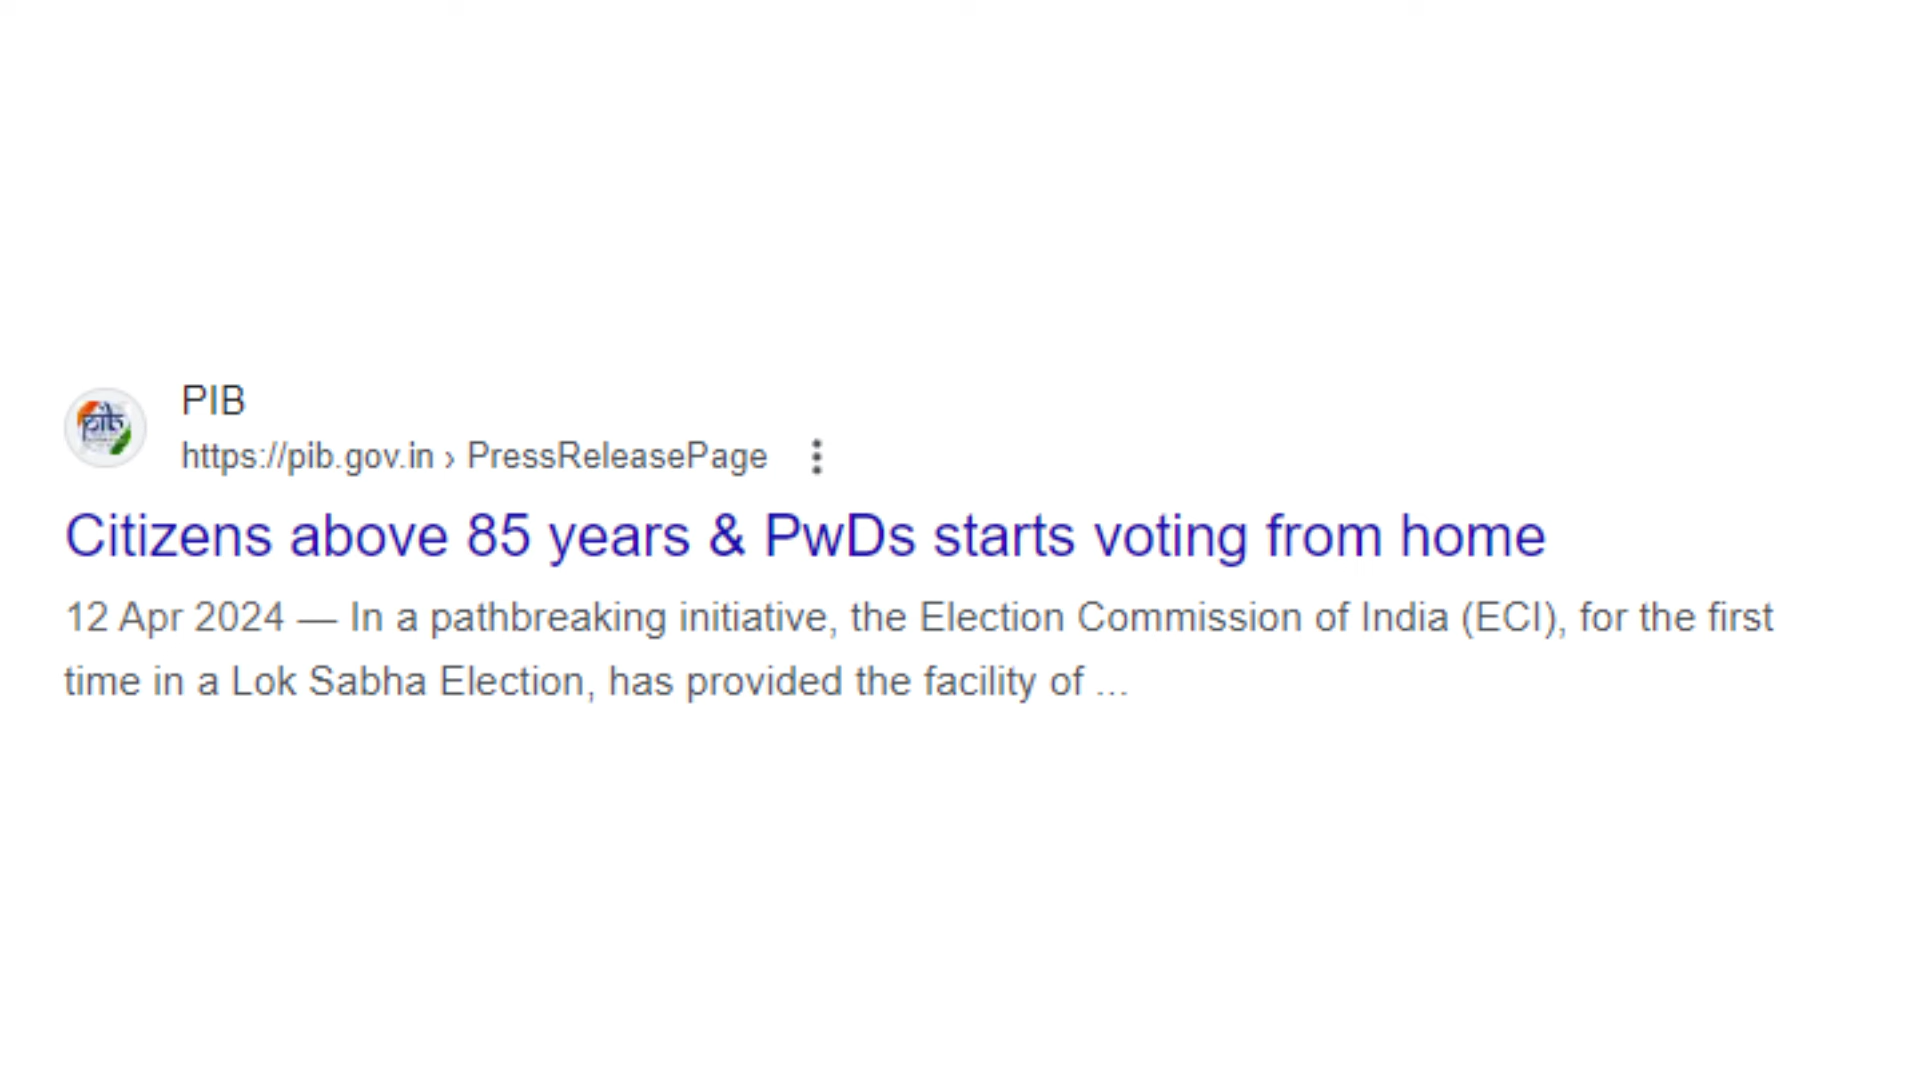 pib
PIB
https://pib.gov.in › PressReleasePage
Citizens above 85 years & PwDs starts voting from home
12 Apr 2024 — In a pathbreaking initiative, the Election Commission of India (ECI), for the first
time in a Lok Sabha Election, has provided the facility of ...